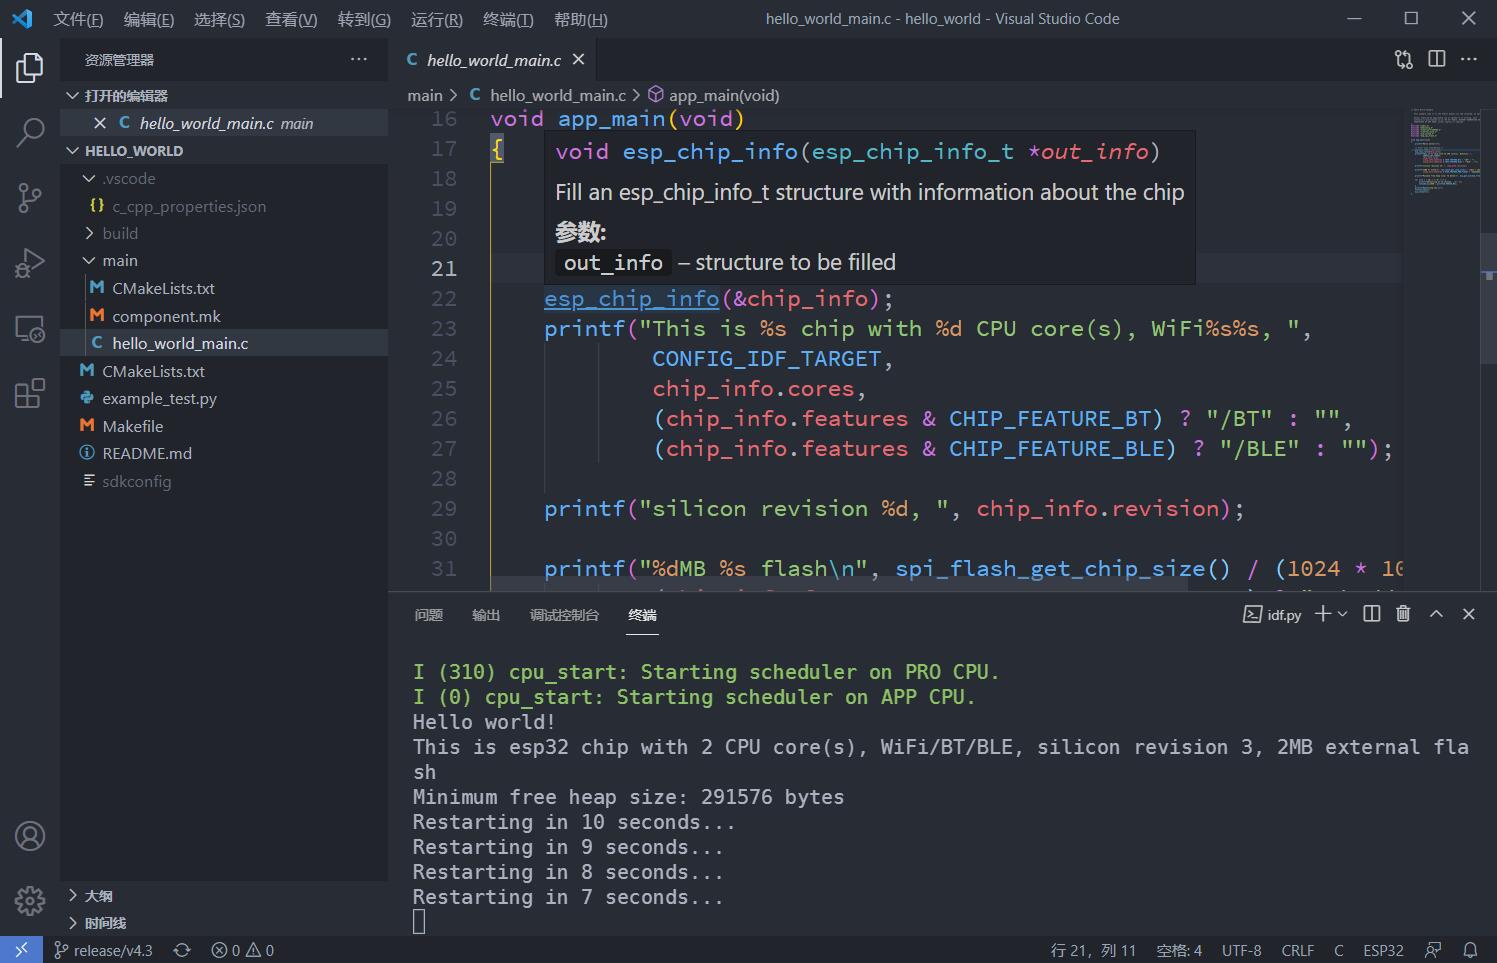 文件(F) 编辑(E) 选择(S) 查看(V) 转到(G) 运行(R) 终端(T) 帮助(H)
hello_world_main.c - hello_world - Visual Studio Code
资源管理器
打开的编辑器
hello_world_main.c main
HELLO_WORLD
.vscode
{} c_cpp_properties.json
build
main
M CMakeLists.txt
M component.mk
C hello_world_main.c
M CMakeLists.txt
example_test.py
M Makefile
README.md
sdkconfig
大纲
时间线
C hello_world_main.c
main > C hello_world_main.c > app_main(void)
16 void app_main(void)
17 {
18
19
20
21
void esp_chip_info(esp_chip_info_t *out_info)
Fill an esp_chip_info_t structure with information about the chip
参数:
out_info – structure to be filled
22 esp_chip_info(&chip_info);
23 printf("This is %s chip with %d CPU core(s), WiFi%s%s, ",
24 CONFIG_IDF_TARGET,
25 chip_info.cores,
26 (chip_info.features & CHIP_FEATURE_BT) ? "/BT" : "",
27 (chip_info.features & CHIP_FEATURE_BLE) ? "/BLE" : "");
28
29 printf("silicon revision %d, ", chip_info.revision);
30
31 printf("%dMB %s flash\n", spi_flash_get_chip_size() / (1024 * 10
问题 输出 调试控制台 终端
idf.py
I (310) cpu_start: Starting scheduler on PRO CPU.
I (0) cpu_start: Starting scheduler on APP CPU.
Hello world!
This is esp32 chip with 2 CPU core(s), WiFi/BT/BLE, silicon revision 3, 2MB external fla
sh
Minimum free heap size: 291576 bytes
Restarting in 10 seconds...
Restarting in 9 seconds...
Restarting in 8 seconds...
Restarting in 7 seconds...
release/v4.3 0 0
行 21，列 11 空格: 4 UTF-8 CRLF C ESP32